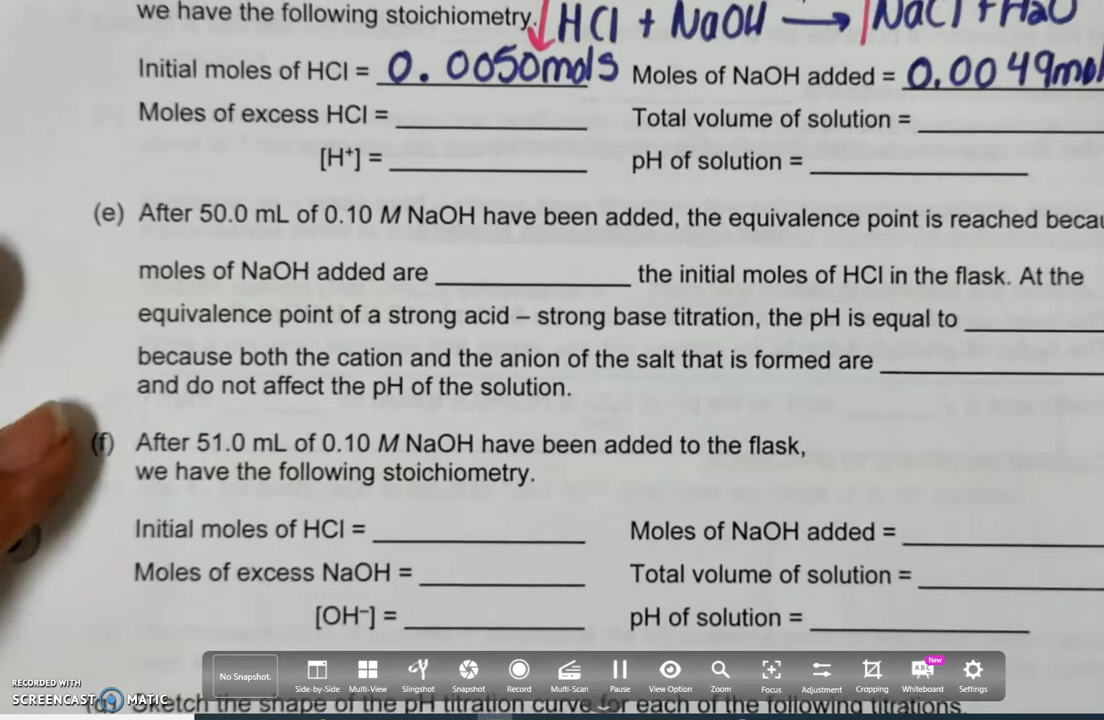 we have the following stoichiometry. HCl + NaOH → NaCl + H2O
Initial moles of HCl = 0.0050mols Moles of NaOH added = 0.0049mol
Moles of excess HCl = Total volume of solution =
[H⁺] = pH of solution =
(e) After 50.0 mL of 0.10 M NaOH have been added, the equivalence point is reached becau
moles of NaOH added are the initial moles of HCl in the flask. At the
equivalence point of a strong acid – strong base titration, the pH is equal to
because both the cation and the anion of the salt that is formed are
and do not affect the pH of the solution.
(f) After 51.0 mL of 0.10 M NaOH have been added to the flask,
we have the following stoichiometry.
Initial moles of HCl = Moles of NaOH added =
Moles of excess NaOH = Total volume of solution =
[OH⁻] = pH of solution =
No Snapshot.
Side-by-Side Multi-View Slingshot Snapshot Record Multi-Scan Pause View Option Zoom Focus Adjustment Cropping Whiteboard Settings
New
ABC
RECORDED WITH
SCREENCAST MATIC
(g) Sketch the shape of the pH titration curve for each of the following titrations.